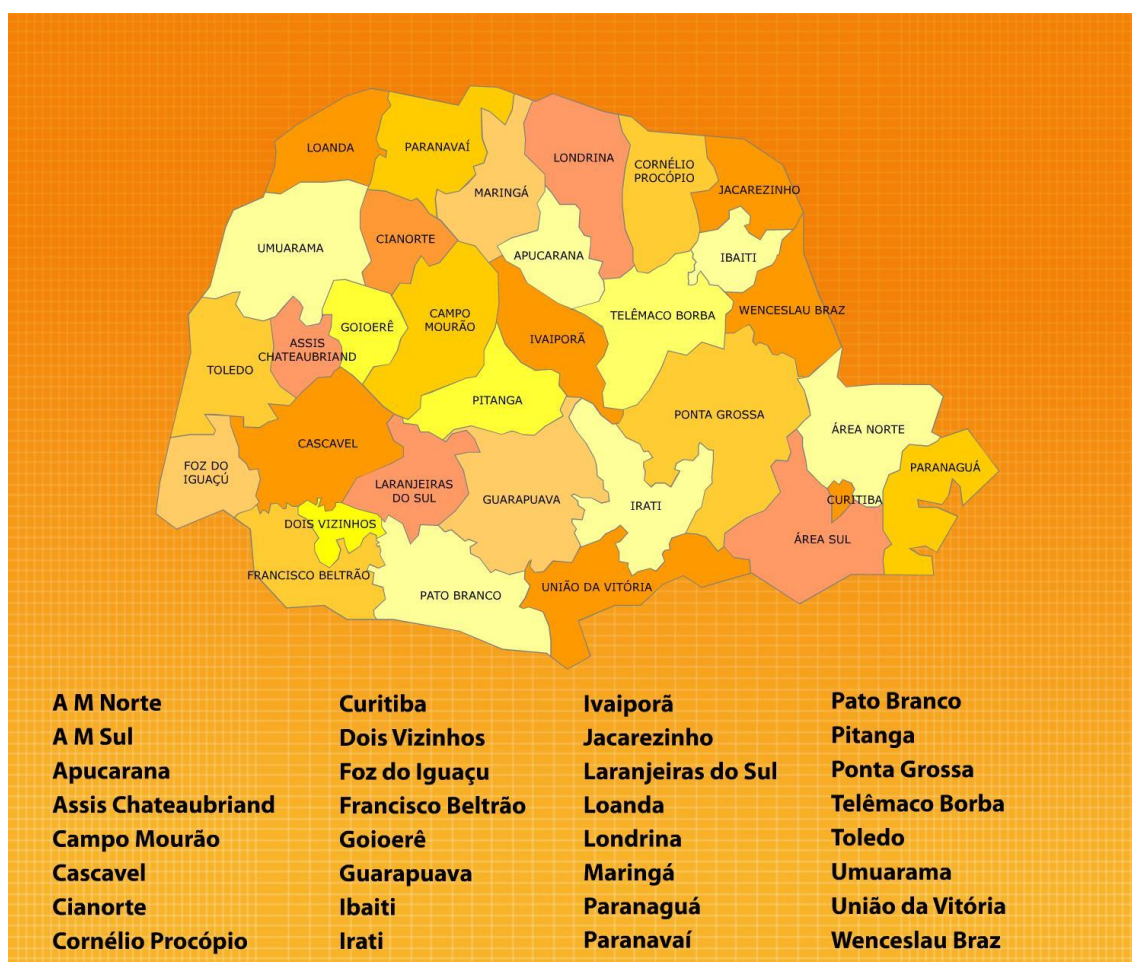 LOANDA
PARANAVAÍ
MARINGÁ
LONDRINA
CORNÉLIO
PROCÓPIO
JACAREZINHO
UMUARAMA
CIANORTE
APUCARANA
IBAITI
GOIOERÊ
CAMPO
MOURÃO
IVAIPORÃ
TELÊMACO BORBA
WENCESLAU BRAZ
ASSIS
CHATEAUBRIAND
TOLEDO
PITANGA
PONTA GROSSA
ÁREA NORTE
CASCAVEL
FOZ DO
IGUAÇÚ
LARANJEIRAS
DO SUL
GUARAPUAVA
IRATI
CURITIBA
PARANAGUÁ
DOIS VIZINHOS
ÁREA SUL
FRANCISCO BELTRÃO
PATO BRANCO
UNIÃO DA VITÓRIA
A M Norte
A M Sul
Apucarana
Assis Chateaubriand
Campo Mourão
Cascavel
Cianorte
Cornélio Procópio
Curitiba
Dois Vizinhos
Foz do Iguaçu
Francisco Beltrão
Goioerê
Guarapuava
Ibaiti
Irati
Ivaiporã
Jacarezinho
Laranjeiras do Sul
Loanda
Londrina
Maringá
Paranaguá
Paranavaí
Pato Branco
Pitanga
Ponta Grossa
Telêmaco Borba
Toledo
Umuarama
União da Vitória
Wenceslau Braz